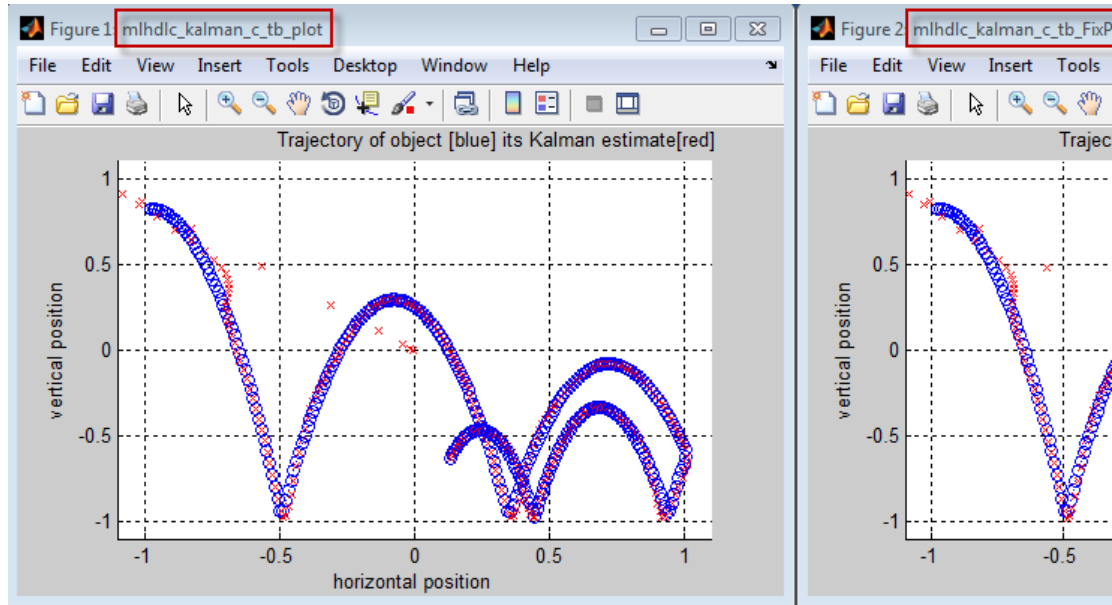 Figure 1: mlhdlc_kalman_c_tb_plot
File Edit View Insert Tools Desktop Window Help
Trajectory of object [blue] its Kalman estimate[red]
1
0.5
0
-0.5
-1
vertical position
-1 -0.5 0 0.5 1
horizontal position
Figure 2: mlhdlc_kalman_c_tb_FixP
File Edit View Insert Tools
Trajec
1
0.5
0
-0.5
-1
vertical position
-1 -0.5